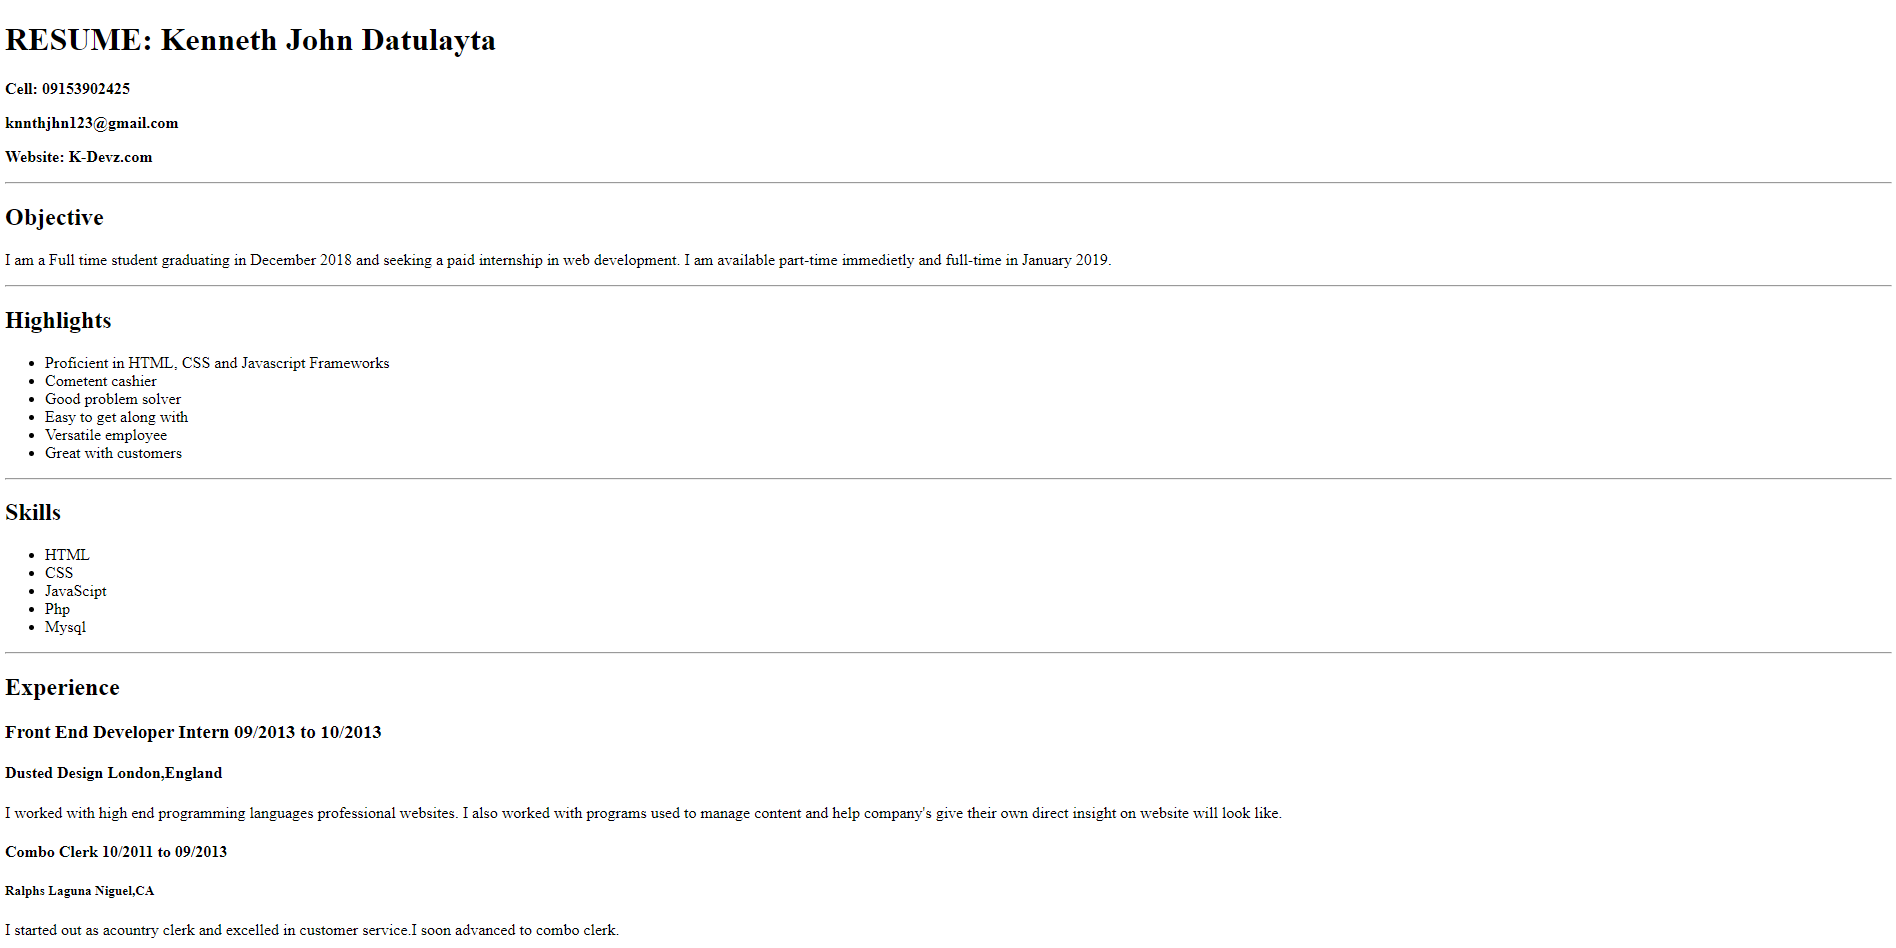 RESUME: Kenneth John Datulayta
Cell: 09153902425
knnthjhn123@gmail.com
Website: K-Devz.com
Objective
I am a Full time student graduating in December 2018 and seeking a paid internship in web development. I am available part-time immedietly and full-time in January 2019.
Highlights
• Proficient in HTML, CSS and Javascript Frameworks
• Cometent cashier
• Good problem solver
• Easy to get along with
• Versatile employee
• Great with customers
Skills
• HTML
• CSS
• JavaScipt
• Php
• Mysql
Experience
Front End Developer Intern 09/2013 to 10/2013
Dusted Design London,England
I worked with high end programming languages professional websites. I also worked with programs used to manage content and help company's give their own direct insight on website will look like.
Combo Clerk 10/2011 to 09/2013
Ralphs Laguna Niguel,CA
I started out as acountry clerk and excelled in customer service.I soon advanced to combo clerk.